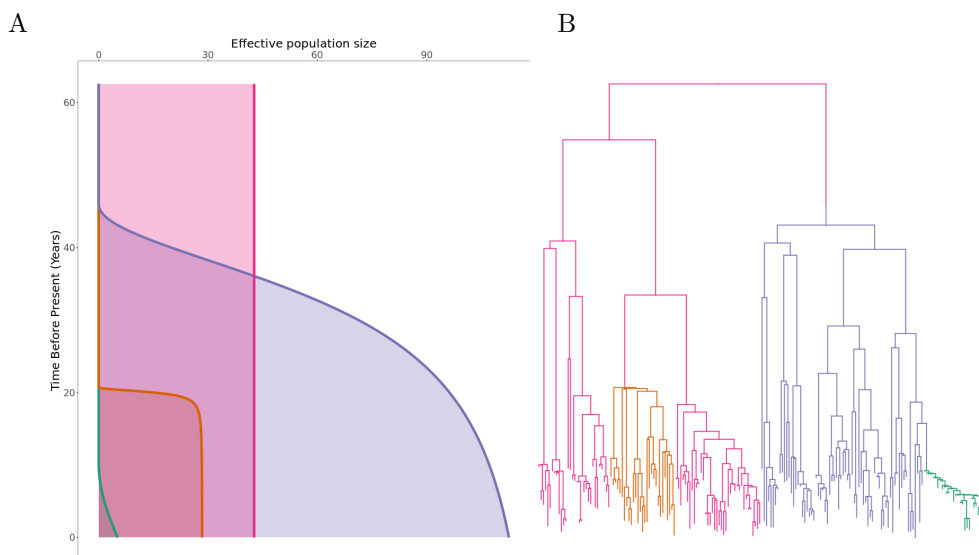 A
B
Effective population size
0 30 60 90
Time Before Present (Years)
60
40
20
0